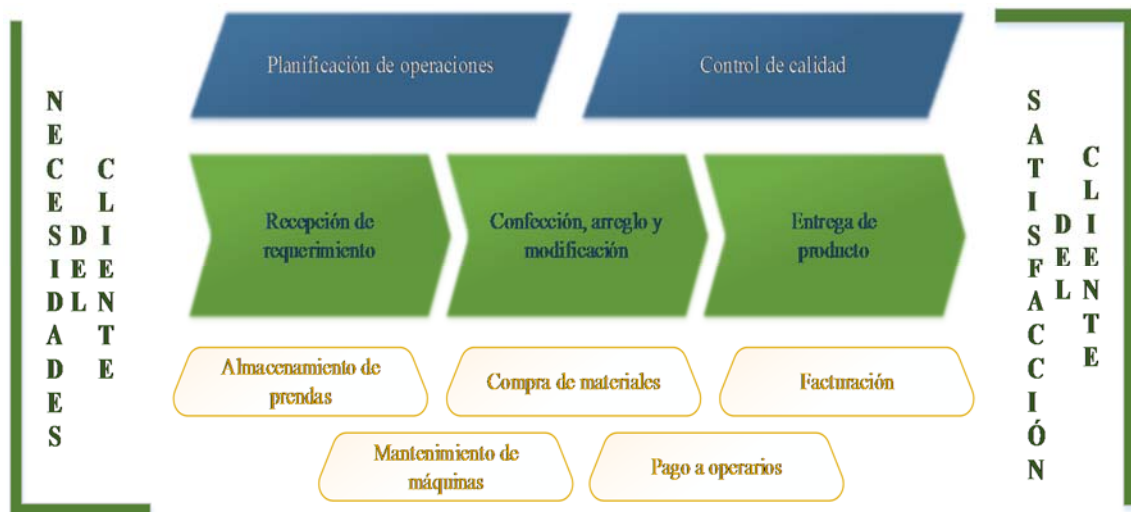 NECESIDADES
DEL
CLIENTE
Planificación de operaciones
Control de calidad
Recepción de
requerimiento
Confección, arreglo y
modificación
Entrega de
producto
Almacenamiento de
prendas
Compra de materiales
Facturación
Mantenimiento de
máquinas
Pago a operarios
SATISFACCIÓN
DEL
CLIENTE